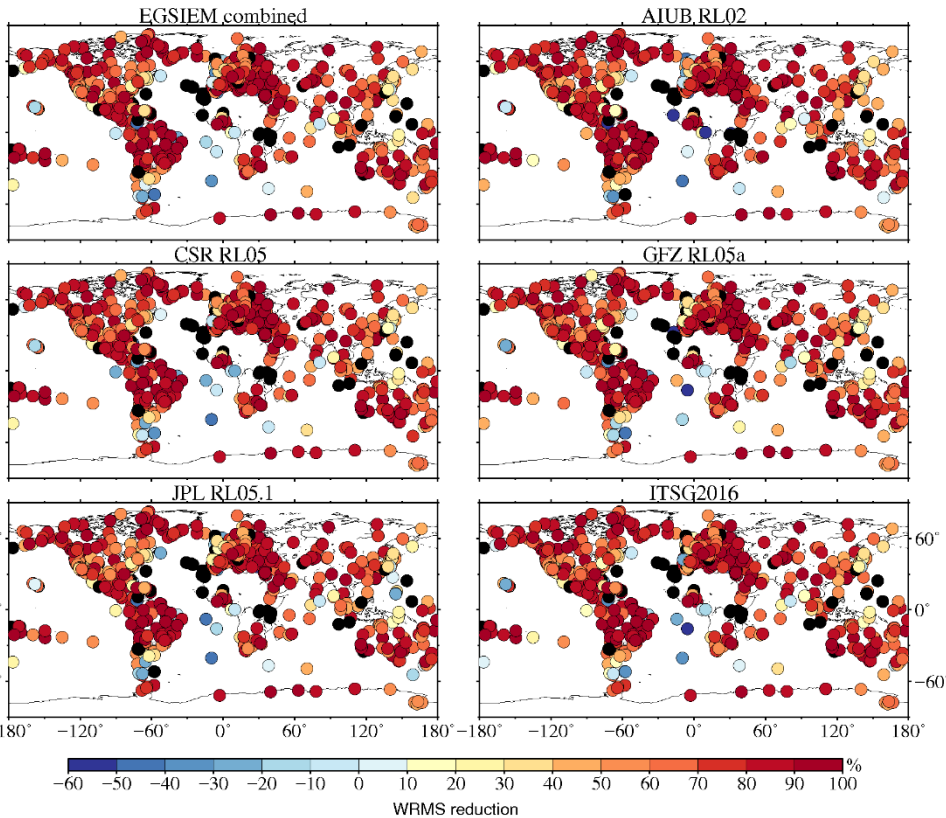 EGSIEM combined AIUB RL02
CSR RL05 GFZ RL05a
JPL RL05.1 ITSG2016
60°
0°
−60°
180 −120 −60 0 60 120 180 −120 −60 0 60 120 180°
%
−60 −50 −40 −30 −20 −10 0 10 20 30 40 50 60 70 80 90 100
WRMS reduction